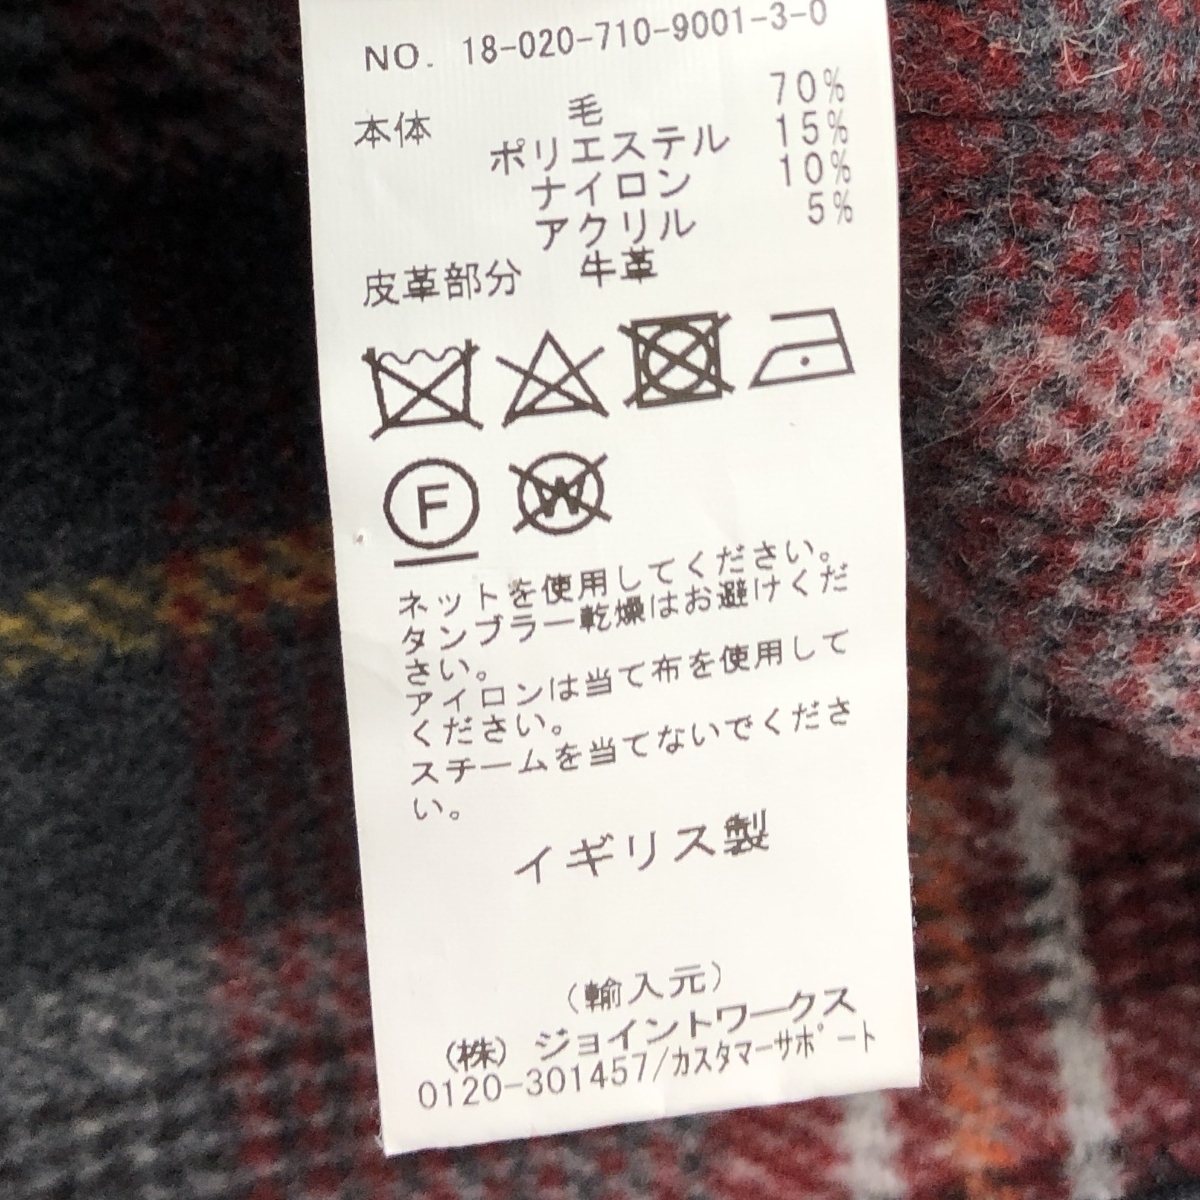 NO. 18-020-710-9001-3-0
本体 毛 70%
ポリエステル 15%
ナイロン 10%
アクリル 5%
皮革部分 牛革
F W
ネットを使用してください。
タンブラー乾燥はお避けくだ
さい。
アイロンは当て布を使用して
ください。
スチームを当てないでくださ
い。
イギリス製
（輸入元）
（株）ジョイントワークス
0120-301457/カスタマーサポート